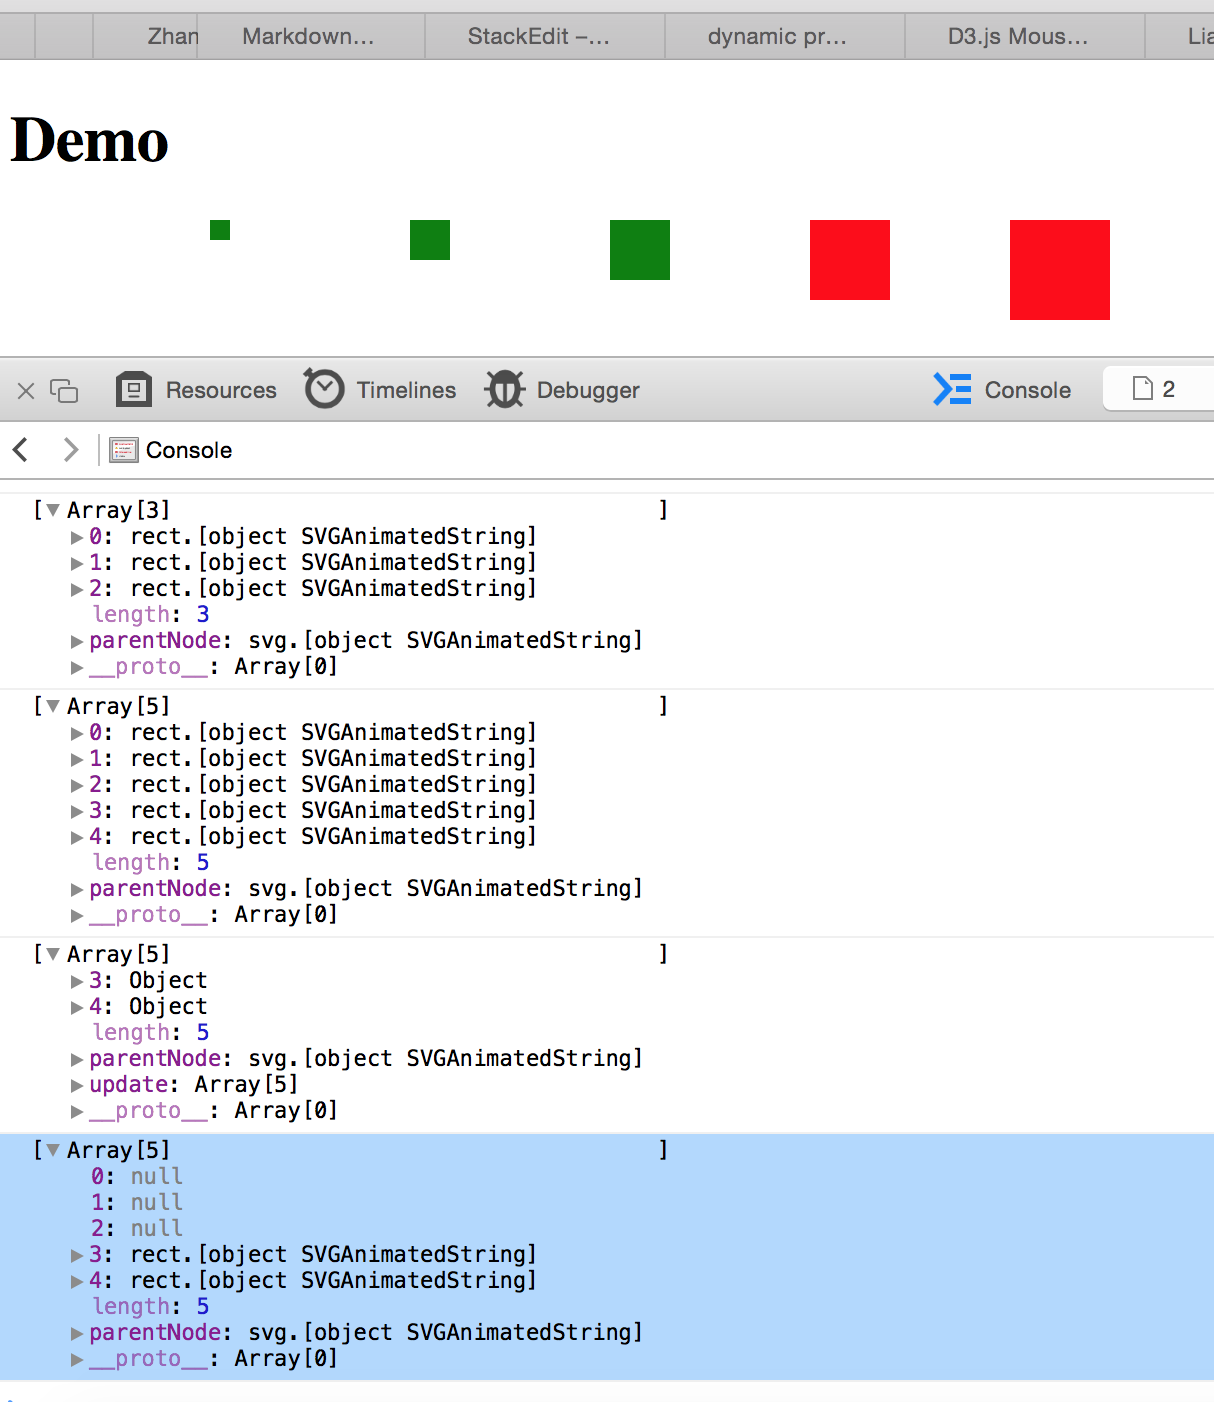 Zhan Markdown... StackEdit –... dynamic pr... D3.js Mous... Lia
Demo
Resources Timelines Debugger Console 2
Console
[▼Array[3] ]
▶0: rect.[object SVGAnimatedString]
▶1: rect.[object SVGAnimatedString]
▶2: rect.[object SVGAnimatedString]
length: 3
▶parentNode: svg.[object SVGAnimatedString]
▶__proto__: Array[0]
[▼Array[5] ]
▶0: rect.[object SVGAnimatedString]
▶1: rect.[object SVGAnimatedString]
▶2: rect.[object SVGAnimatedString]
▶3: rect.[object SVGAnimatedString]
▶4: rect.[object SVGAnimatedString]
length: 5
▶parentNode: svg.[object SVGAnimatedString]
▶__proto__: Array[0]
[▼Array[5] ]
▶3: Object
▶4: Object
length: 5
▶parentNode: svg.[object SVGAnimatedString]
▶update: Array[5]
▶__proto__: Array[0]
[▼Array[5] ]
0: null
1: null
2: null
▶3: rect.[object SVGAnimatedString]
▶4: rect.[object SVGAnimatedString]
length: 5
▶parentNode: svg.[object SVGAnimatedString]
▶__proto__: Array[0]